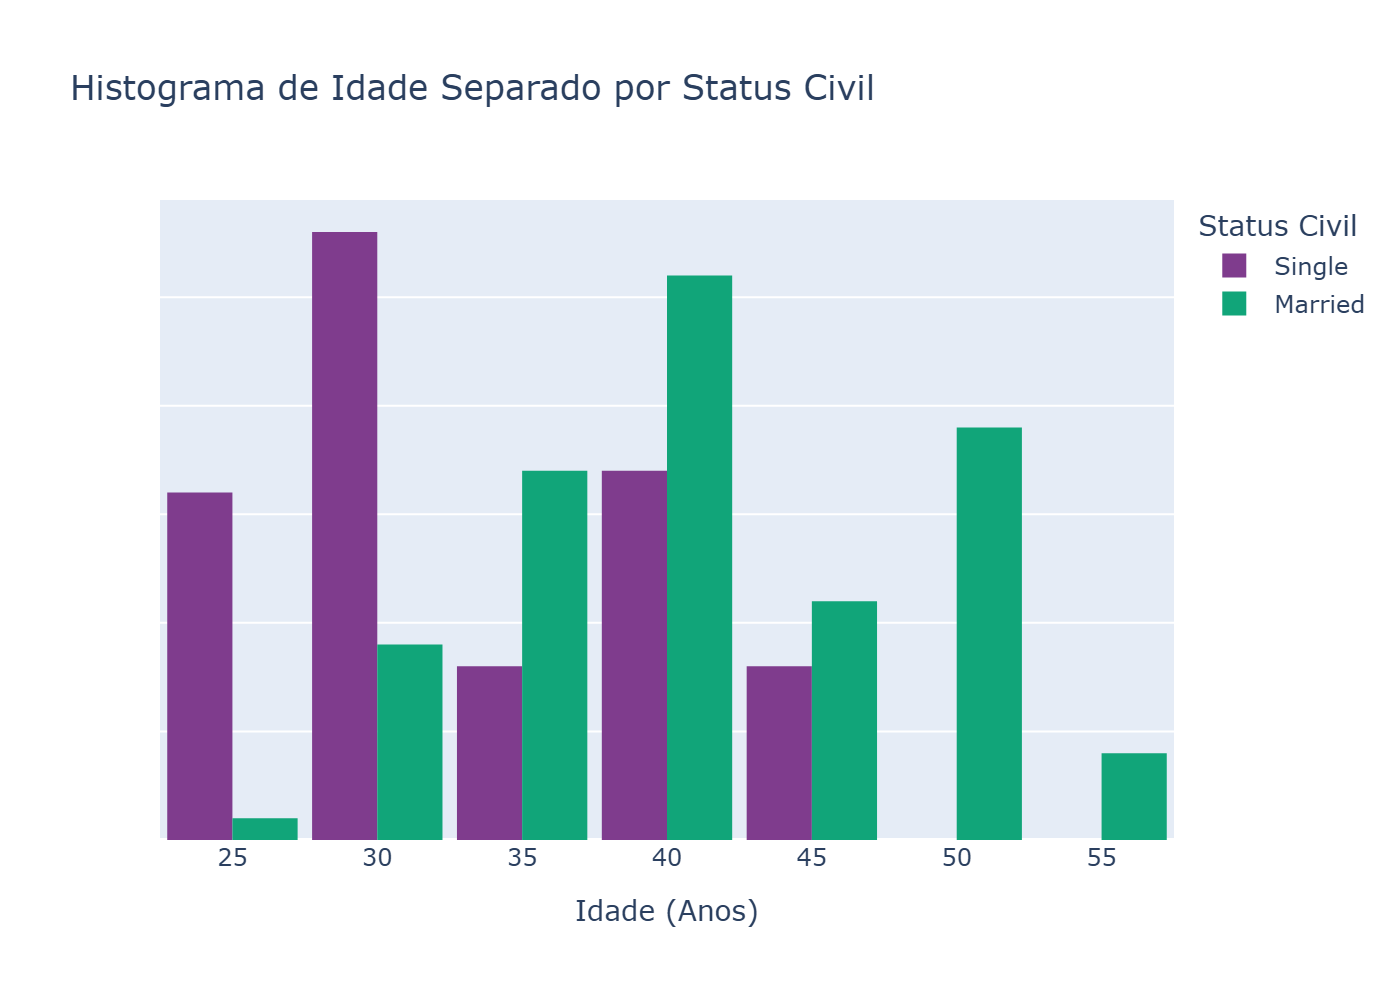 Histograma de Idade Separado por Status Civil
Status Civil
Single
Married
25 30 35 40 45 50 55
Idade (Anos)